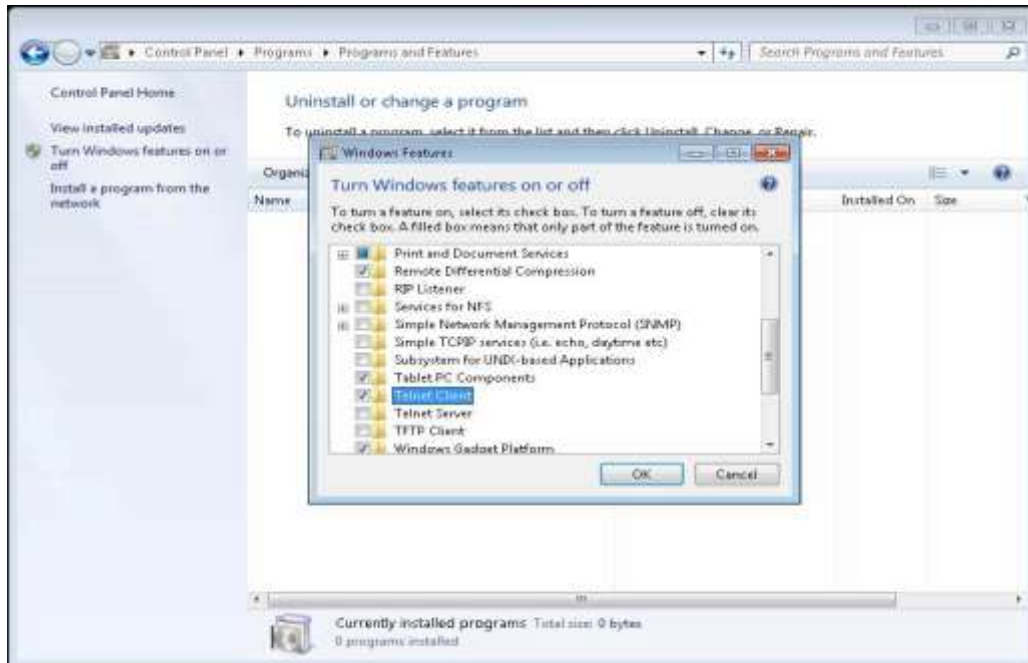 Control Panel ▸ Programs ▸ Programs and Features
Search Programs and Features
Control Panel Home
View installed updates
Turn Windows features on or off
Install a program from the network
Uninstall or change a program
To uninstall a program, select it from the list and then click Uninstall, Change, or Repair.
Organiz
Name
Installed On
Size
Windows Features
Turn Windows features on or off
To turn a feature on, select its check box. To turn a feature off, clear its
check box. A filled box means that only part of the feature is turned on.
Print and Document Services
Remote Differential Compression
RIP Listener
Services for NFS
Simple Network Management Protocol (SNMP)
Simple TCPIP services (i.e. echo, daytime etc)
Subsystem for UNIX-based Applications
Tablet PC Components
Telnet Client
Telnet Server
TFTP Client
Windows Gadget Platform
OK
Cancel
Currently installed programs Total size: 0 bytes
0 programs installed